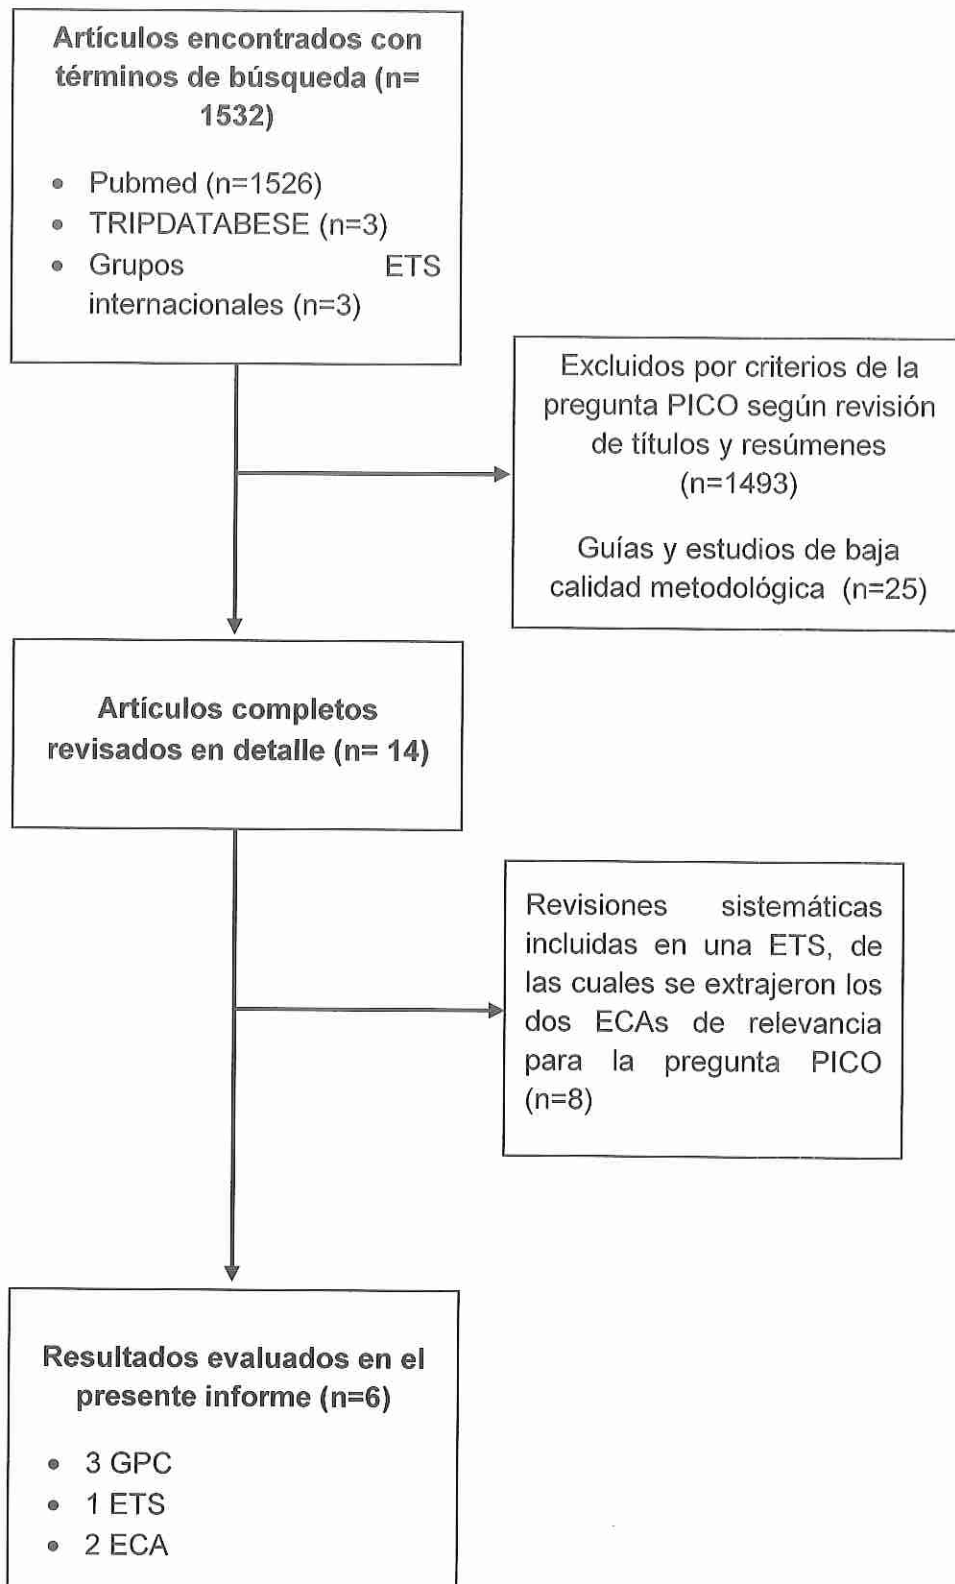 Artículos encontrados con
términos de búsqueda (n=
1532)
• Pubmed (n=1526)
• TRIPDATABESE (n=3)
• Grupos ETS
internacionales (n=3)
Excluidos por criterios de la
pregunta PICO según revisión
de títulos y resúmenes
(n=1493)
Guías y estudios de baja
calidad metodológica (n=25)
Artículos completos
revisados en detalle (n= 14)
Revisiones sistemáticas
incluidas en una ETS, de
las cuales se extrajeron los
dos ECAs de relevancia
para la pregunta PICO
(n=8)
Resultados evaluados en el
presente informe (n=6)
• 3 GPC
• 1 ETS
• 2 ECA